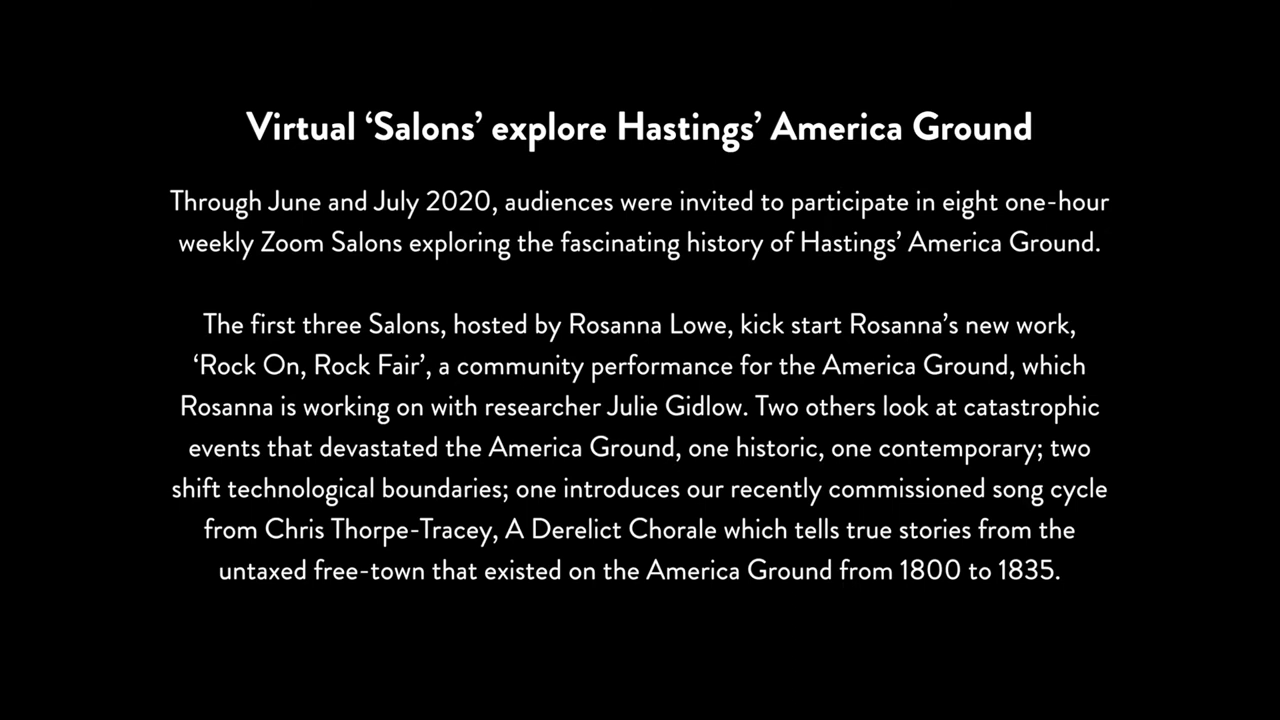 Virtual ‘Salons’ explore Hastings’ America Ground
Through June and July 2020, audiences were invited to participate in eight one-hour
weekly Zoom Salons exploring the fascinating history of Hastings’ America Ground.
The first three Salons, hosted by Rosanna Lowe, kick start Rosanna’s new work,
‘Rock On, Rock Fair’, a community performance for the America Ground, which
Rosanna is working on with researcher Julie Gidlow. Two others look at catastrophic
events that devastated the America Ground, one historic, one contemporary; two
shift technological boundaries; one introduces our recently commissioned song cycle
from Chris Thorpe-Tracey, A Derelict Chorale which tells true stories from the
untaxed free-town that existed on the America Ground from 1800 to 1835.